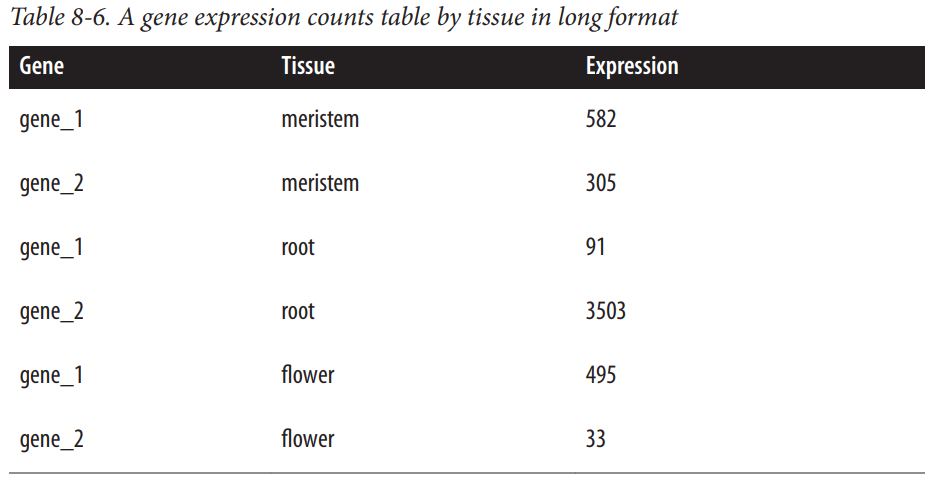 Table 8-6. A gene expression counts table by tissue in long format
Gene Tissue Expression
gene_1 meristem 582
gene_2 meristem 305
gene_1 root 91
gene_2 root 3503
gene_1 flower 495
gene_2 flower 33